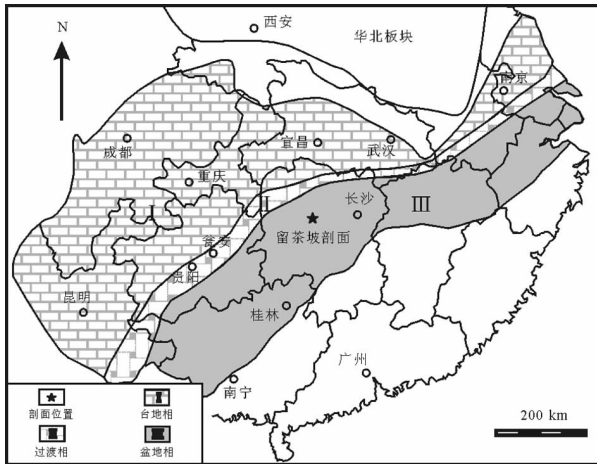 西安
华北板块
N
南京
宜昌
武汉
成都
重庆
I
II
长沙
III
留茶坡剖面
瓮安
贵阳
昆明
桂林
广州
南宁
剖面位置
台地相
过渡相
盆地相
200 km